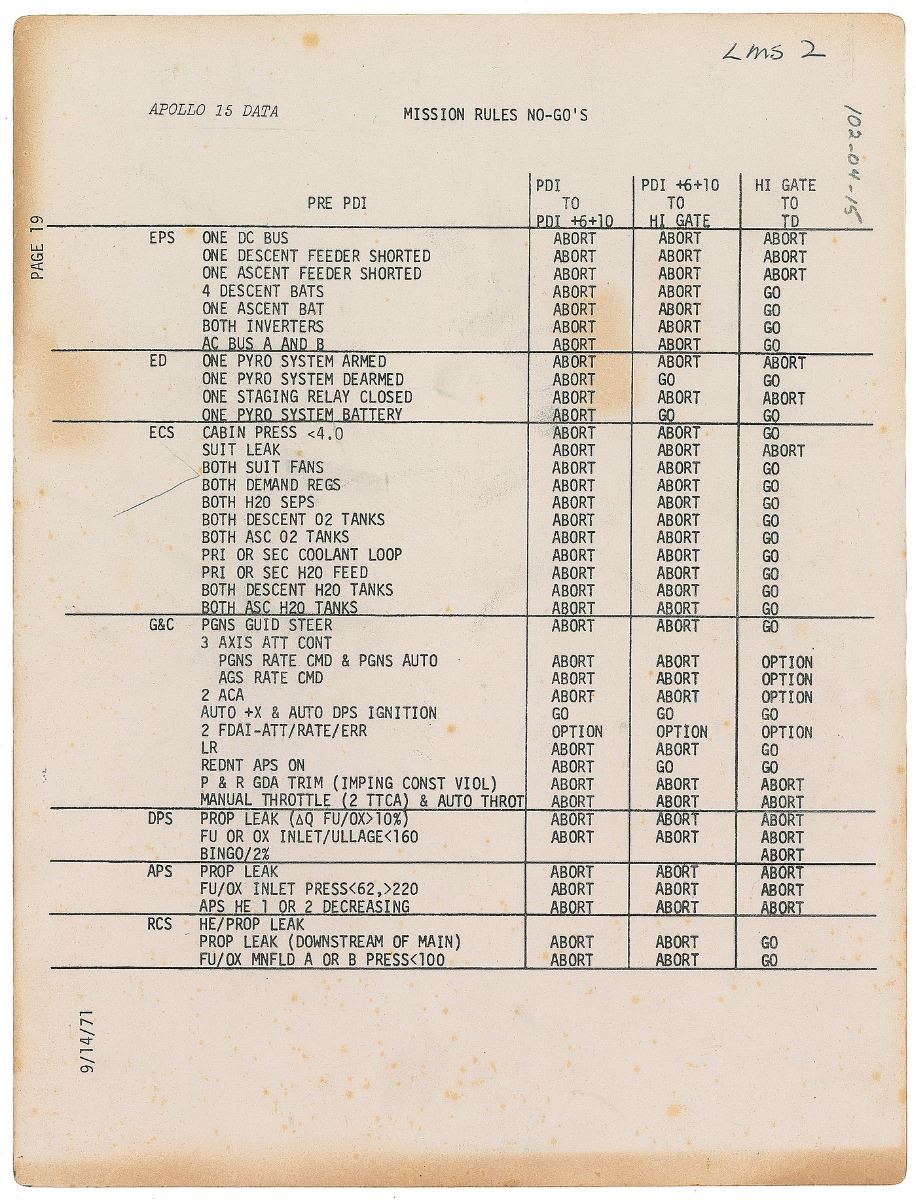 LMS 2
APOLLO 15 DATA MISSION RULES NO-GO'S
102-04-15
PAGE 19
PRE PDI PDI TO PDI +6+10 PDI +6+10 TO HI GATE HI GATE TO TD
EPS ONE DC BUS ABORT ABORT ABORT
ONE DESCENT FEEDER SHORTED ABORT ABORT ABORT
ONE ASCENT FEEDER SHORTED ABORT ABORT ABORT
4 DESCENT BATS ABORT ABORT GO
ONE ASCENT BAT ABORT ABORT GO
BOTH INVERTERS ABORT ABORT GO
AC BUS A AND B ABORT ABORT GO
ED ONE PYRO SYSTEM ARMED ABORT ABORT ABORT
ONE PYRO SYSTEM DEARMED ABORT GO GO
ONE STAGING RELAY CLOSED ABORT ABORT ABORT
ONE PYRO SYSTEM BATTERY ABORT GO GO
ECS CABIN PRESS <4.0 ABORT ABORT GO
SUIT LEAK ABORT ABORT ABORT
BOTH SUIT FANS ABORT ABORT GO
BOTH DEMAND REGS ABORT ABORT GO
BOTH H2O SEPS ABORT ABORT GO
BOTH DESCENT O2 TANKS ABORT ABORT GO
BOTH ASC O2 TANKS ABORT ABORT GO
PRI OR SEC COOLANT LOOP ABORT ABORT GO
PRI OR SEC H2O FEED ABORT ABORT GO
BOTH DESCENT H2O TANKS ABORT ABORT GO
BOTH ASC H2O TANKS ABORT ABORT GO
G&C PGNS GUID STEER ABORT ABORT GO
3 AXIS ATT CONT
PGNS RATE CMD & PGNS AUTO ABORT ABORT OPTION
AGS RATE CMD ABORT ABORT OPTION
2 ACA ABORT ABORT OPTION
AUTO +X & AUTO DPS IGNITION GO GO GO
2 FDAI-ATT/RATE/ERR OPTION OPTION OPTION
LR ABORT ABORT GO
REDNT APS ON ABORT GO GO
P & R GDA TRIM (IMPING CONST VIOL) ABORT ABORT ABORT
MANUAL THROTTLE (2 TTCA) & AUTO THROT ABORT ABORT ABORT
DPS PROP LEAK (ΔQ FU/OX>10%) ABORT ABORT ABORT
FU OR OX INLET/ULLAGE<160 ABORT ABORT ABORT
BINGO/2% ABORT
APS PROP LEAK ABORT ABORT ABORT
FU/OX INLET PRESS<62,>220 ABORT ABORT ABORT
APS HE 1 OR 2 DECREASING ABORT ABORT ABORT
RCS HE/PROP LEAK
PROP LEAK (DOWNSTREAM OF MAIN) ABORT ABORT GO
FU/OX MNFLD A OR B PRESS<100 ABORT ABORT GO
9/14/71